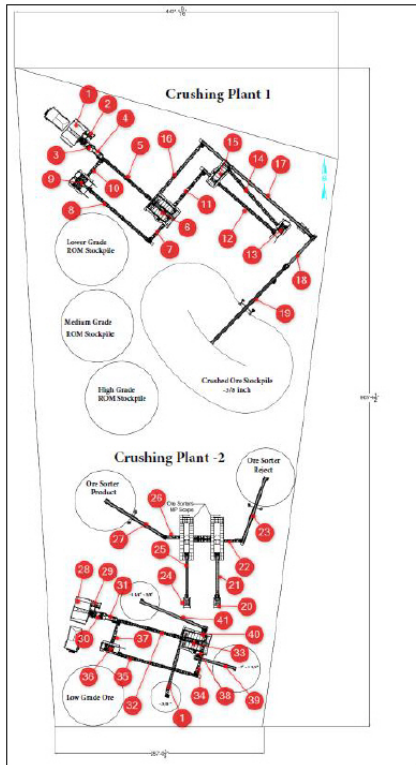 Crushing Plant 1
1
2
3
4
5
16
15
14
17
9
10
8
7
6
11
12
13
18
19
Lower Grade
ROM Stockpile
Medium Grade
ROM Stockpile
High Grade
ROM Stockpile
Crushed Ore Stockpile
-3/8 inch
Crushing Plant -2
Ore Sorter
Product
Ore Sorter
Reject
Ore Sorters
26
27
25
24
23
22
21
20
28
29
31
41
40
30
37
33
36
35
32
34
38
39
1
Low Grade Ore